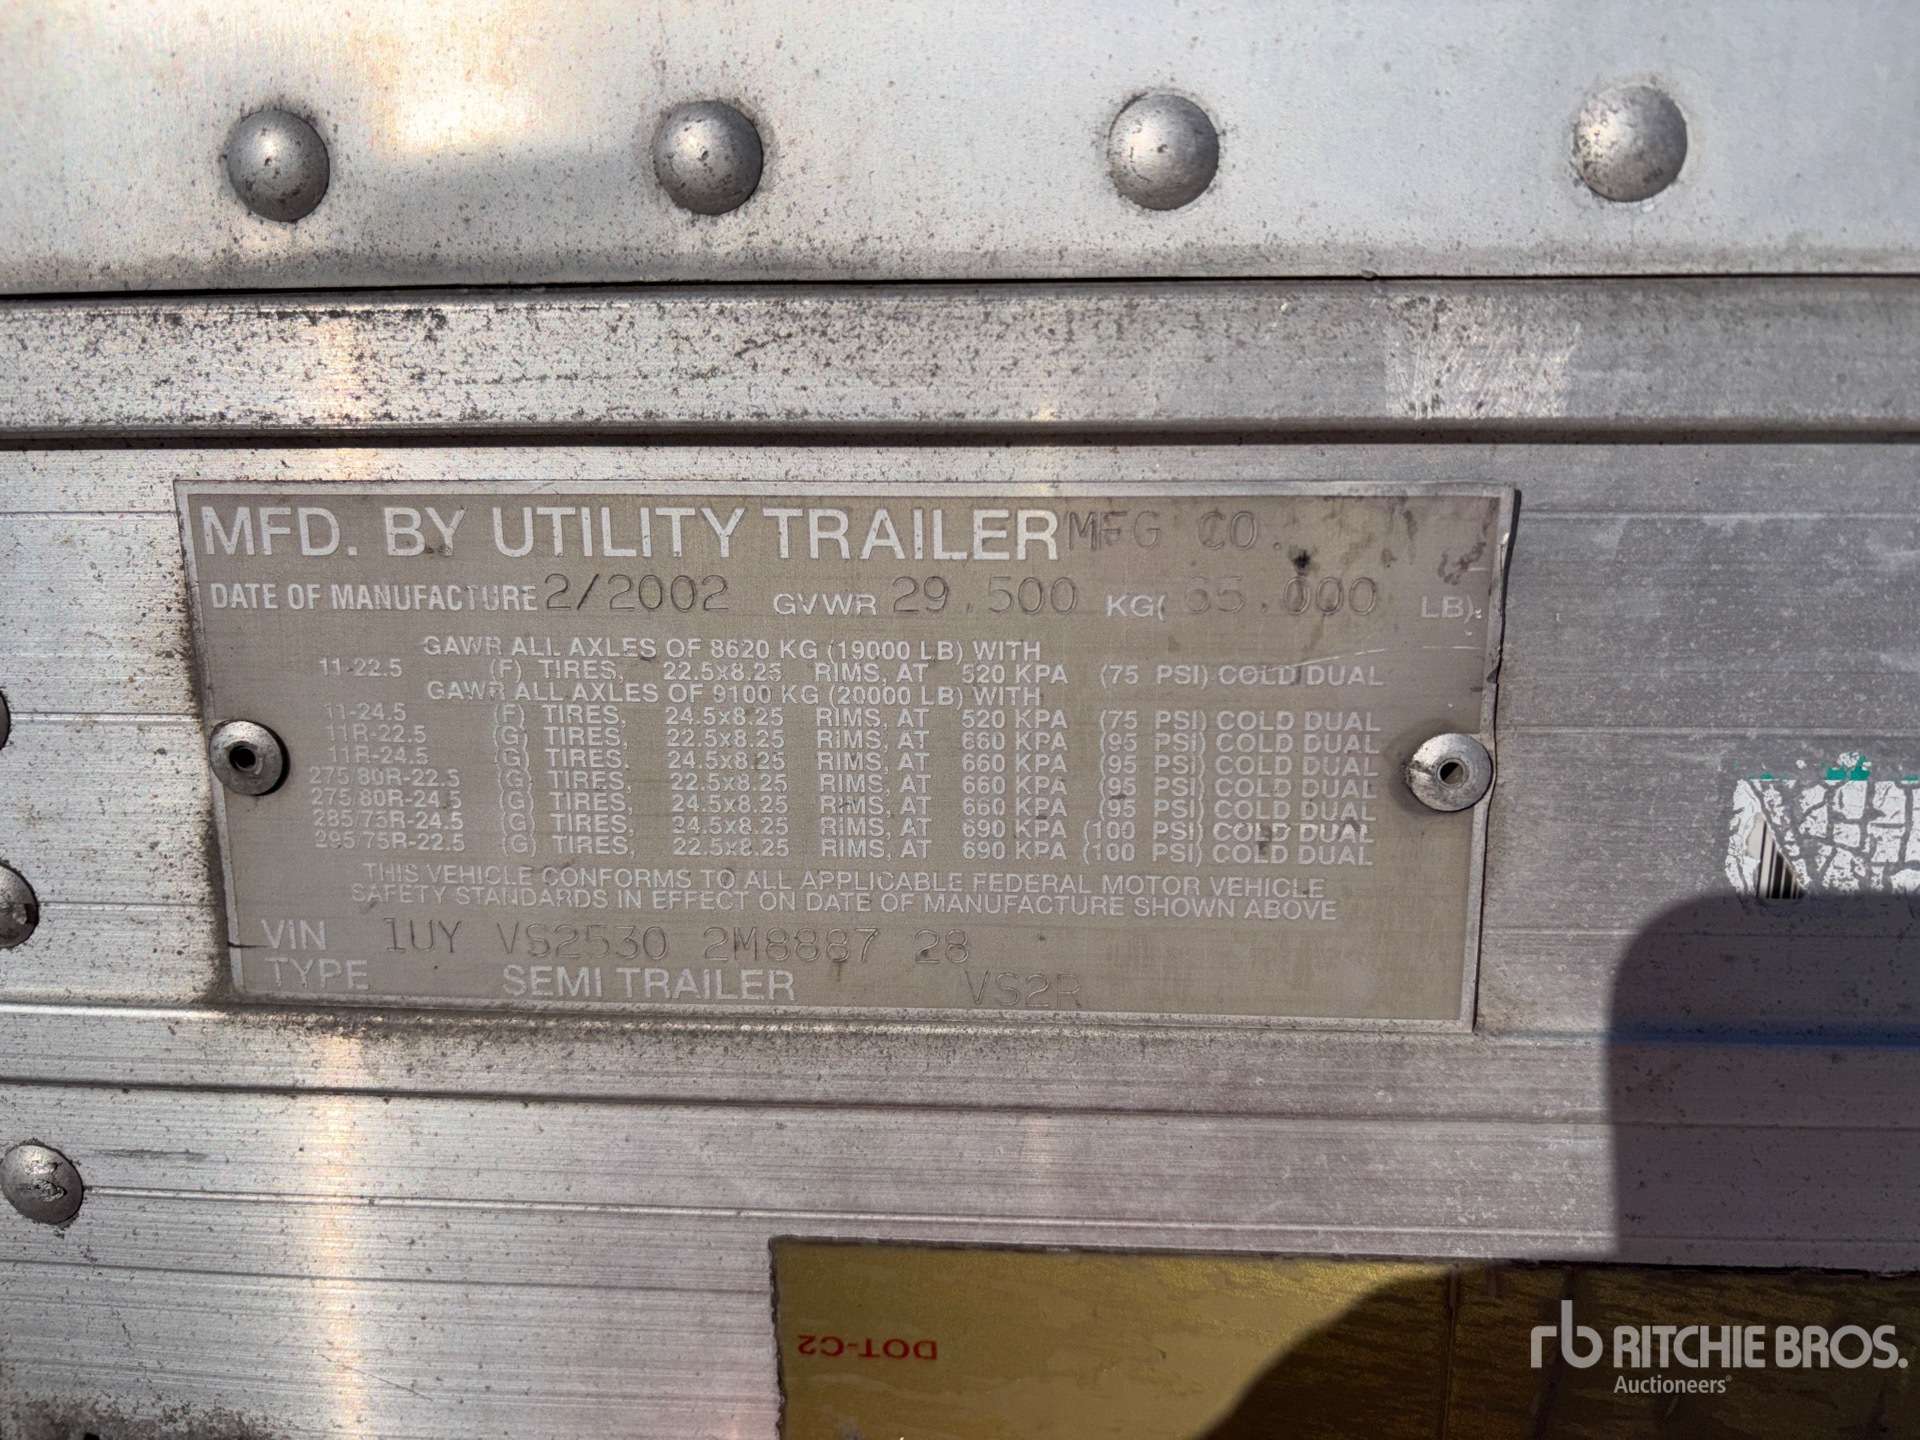 MFD. BY UTILITY TRAILER MFG CO.
DATE OF MANUFACTURE 2/2002 GVWR 29.500 KG( 65.000 LB).
GAWR ALL AXLES OF 8620 KG (19000 LB) WITH
11-22.5 (F) TIRES, 22.5x8.25 RIMS, AT 520 KPA (75 PSI) COLD DUAL
GAWR ALL AXLES OF 9100 KG (20000 LB) WITH
11-24.5 (F) TIRES, 24.5x8.25 RIMS, AT 520 KPA (75 PSI) COLD DUAL
11R-22.5 (G) TIRES, 22.5x8.25 RIMS, AT 660 KPA (95 PSI) COLD DUAL
11R-24.5 (G) TIRES, 24.5x8.25 RIMS, AT 660 KPA (95 PSI) COLD DUAL
275/80R-22.5 (G) TIRES, 22.5x8.25 RIMS, AT 660 KPA (95 PSI) COLD DUAL
275/80R-24.5 (G) TIRES, 24.5x8.25 RIMS, AT 660 KPA (95 PSI) COLD DUAL
285/75R-24.5 (G) TIRES, 24.5x8.25 RIMS, AT 690 KPA (100 PSI) COLD DUAL
295/75R-22.5 (G) TIRES, 22.5x8.25 RIMS, AT 690 KPA (100 PSI) COLD DUAL
THIS VEHICLE CONFORMS TO ALL APPLICABLE FEDERAL MOTOR VEHICLE
SAFETY STANDARDS IN EFFECT ON DATE OF MANUFACTURE SHOWN ABOVE
VIN 1UY VS2530 2M8887 28
TYPE SEMI TRAILER VS2R
DOT-C2
rb RITCHIE BROS.
Auctioneers